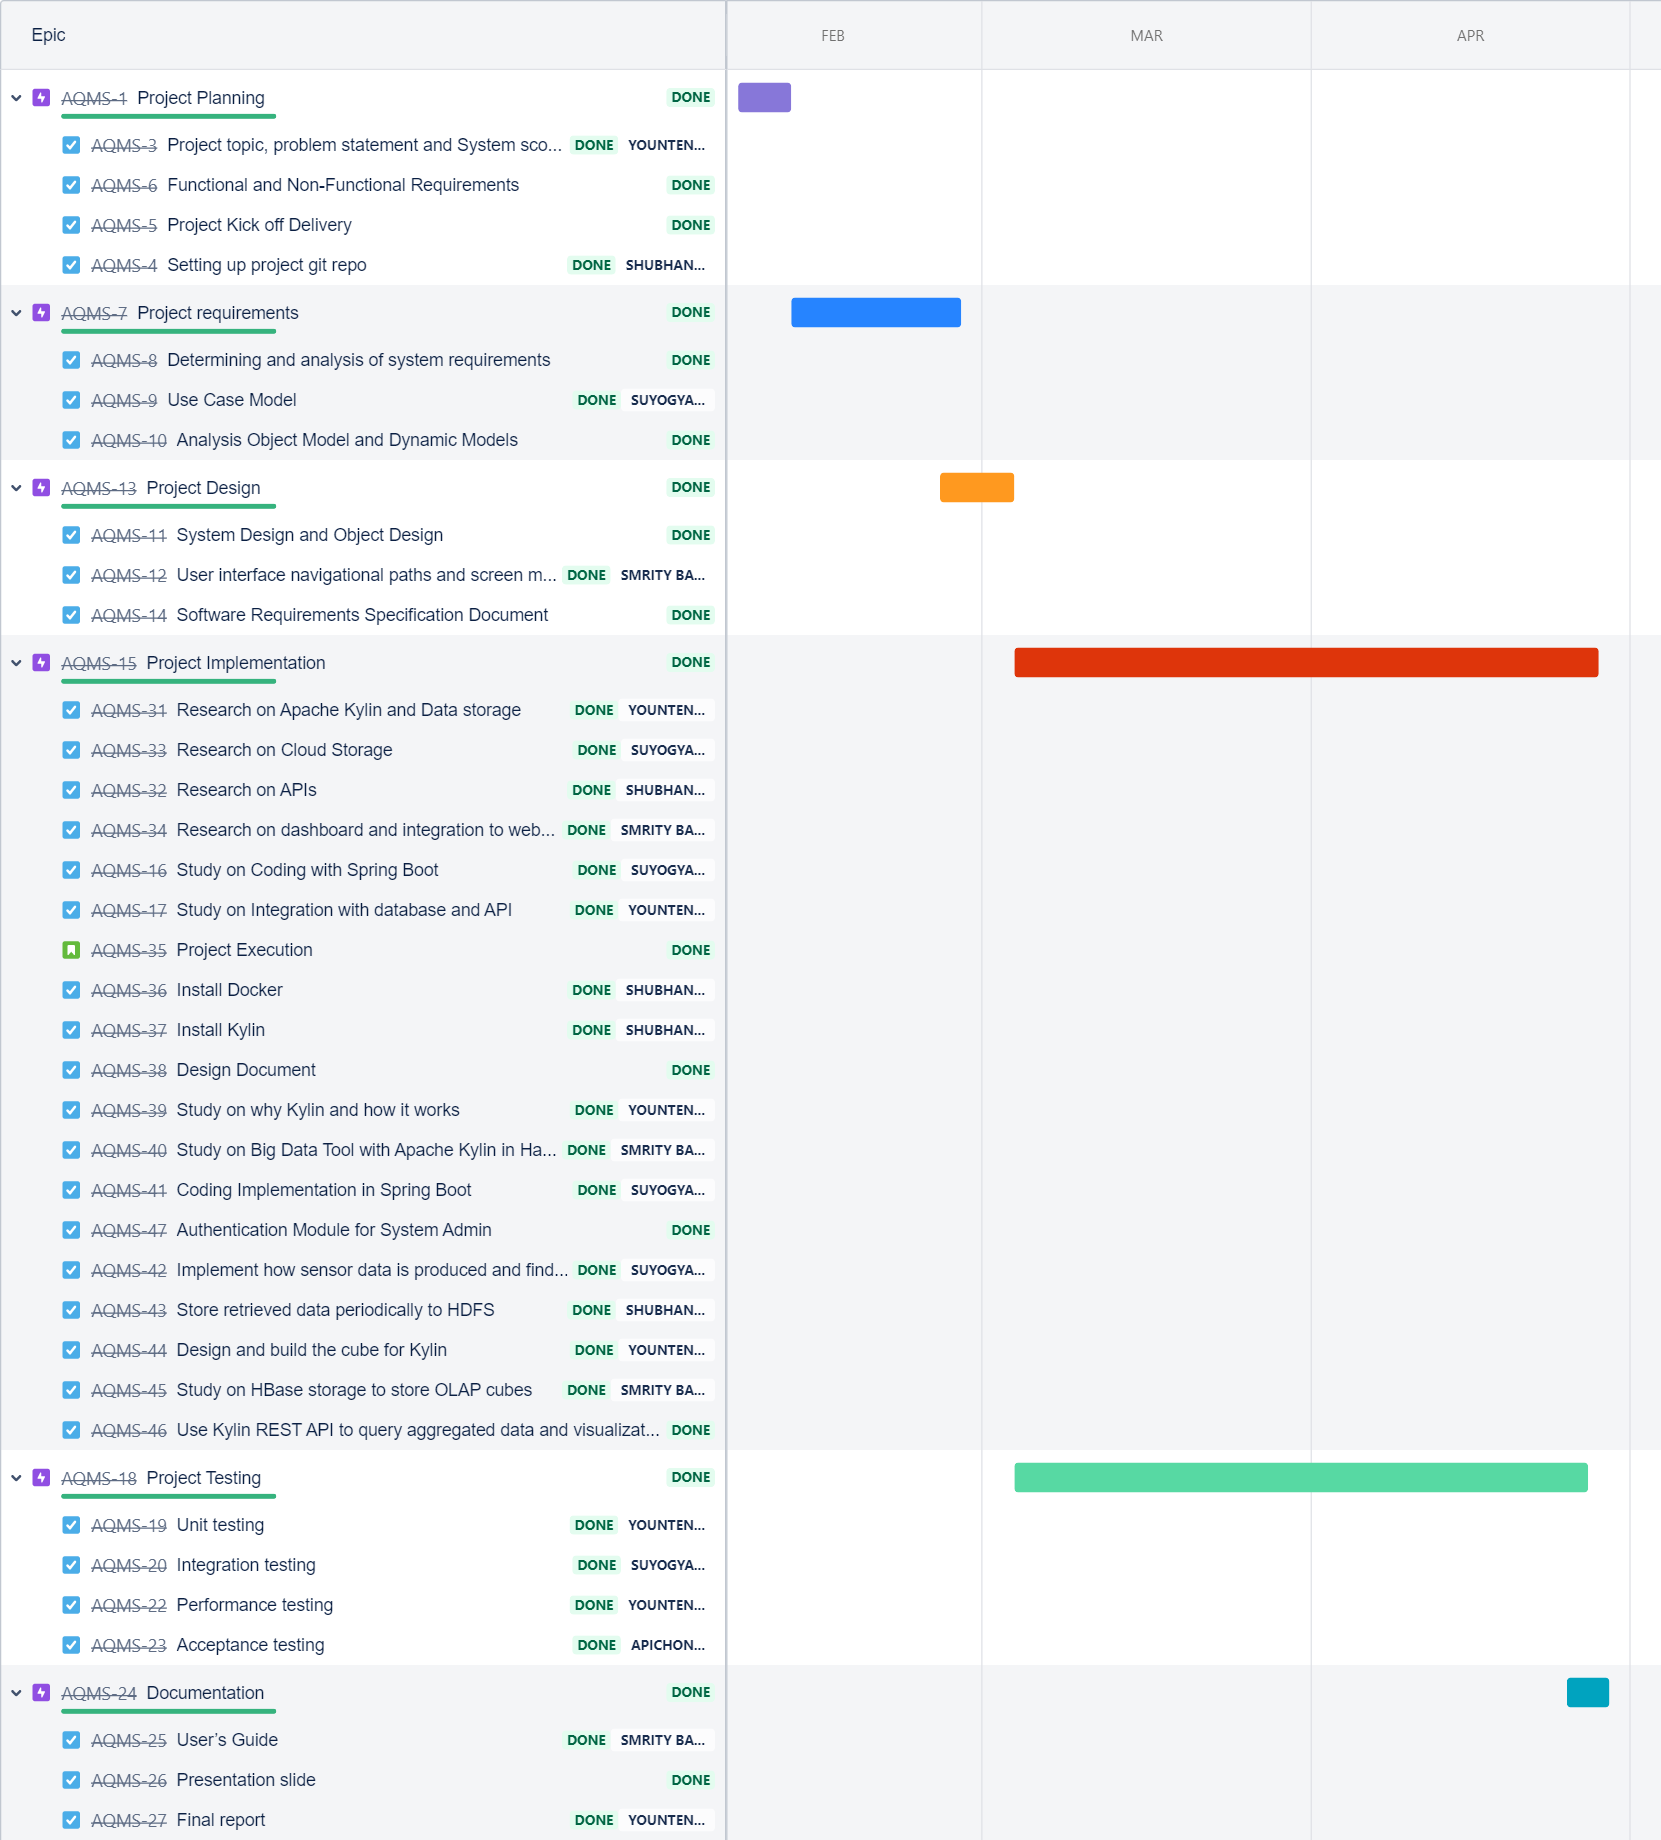 Epic FEB MAR APR
AQMS-1 Project Planning DONE
AQMS-3 Project topic, problem statement and System sco... DONE YOUNTEN...
AQMS-6 Functional and Non-Functional Requirements DONE
AQMS-5 Project Kick off Delivery DONE
AQMS-4 Setting up project git repo DONE SHUBHAN...
AQMS-7 Project requirements DONE
AQMS-8 Determining and analysis of system requirements DONE
AQMS-9 Use Case Model DONE SUYOGYA...
AQMS-10 Analysis Object Model and Dynamic Models DONE
AQMS-13 Project Design DONE
AQMS-11 System Design and Object Design DONE
AQMS-12 User interface navigational paths and screen m... DONE SMRITY BA...
AQMS-14 Software Requirements Specification Document DONE
AQMS-15 Project Implementation DONE
AQMS-31 Research on Apache Kylin and Data storage DONE YOUNTEN...
AQMS-33 Research on Cloud Storage DONE SUYOGYA...
AQMS-32 Research on APIs DONE SHUBHAN...
AQMS-34 Research on dashboard and integration to web... DONE SMRITY BA...
AQMS-16 Study on Coding with Spring Boot DONE SUYOGYA...
AQMS-17 Study on Integration with database and API DONE YOUNTEN...
AQMS-35 Project Execution DONE
AQMS-36 Install Docker DONE SHUBHAN...
AQMS-37 Install Kylin DONE SHUBHAN...
AQMS-38 Design Document DONE
AQMS-39 Study on why Kylin and how it works DONE YOUNTEN...
AQMS-40 Study on Big Data Tool with Apache Kylin in Ha... DONE SMRITY BA...
AQMS-41 Coding Implementation in Spring Boot DONE SUYOGYA...
AQMS-47 Authentication Module for System Admin DONE
AQMS-42 Implement how sensor data is produced and find... DONE SUYOGYA...
AQMS-43 Store retrieved data periodically to HDFS DONE SHUBHAN...
AQMS-44 Design and build the cube for Kylin DONE YOUNTEN...
AQMS-45 Study on HBase storage to store OLAP cubes DONE SMRITY BA...
AQMS-46 Use Kylin REST API to query aggregated data and visualizat... DONE
AQMS-18 Project Testing DONE
AQMS-19 Unit testing DONE YOUNTEN...
AQMS-20 Integration testing DONE SUYOGYA...
AQMS-22 Performance testing DONE YOUNTEN...
AQMS-23 Acceptance testing DONE APICHON...
AQMS-24 Documentation DONE
AQMS-25 User’s Guide DONE SMRITY BA...
AQMS-26 Presentation slide DONE
AQMS-27 Final report DONE YOUNTEN...